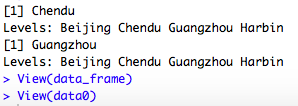 [1] Chendu
Levels: Beijing Chendu Guangzhou Harbin
[1] Guangzhou
Levels: Beijing Chendu Guangzhou Harbin
> View(data_frame)
> View(data0)